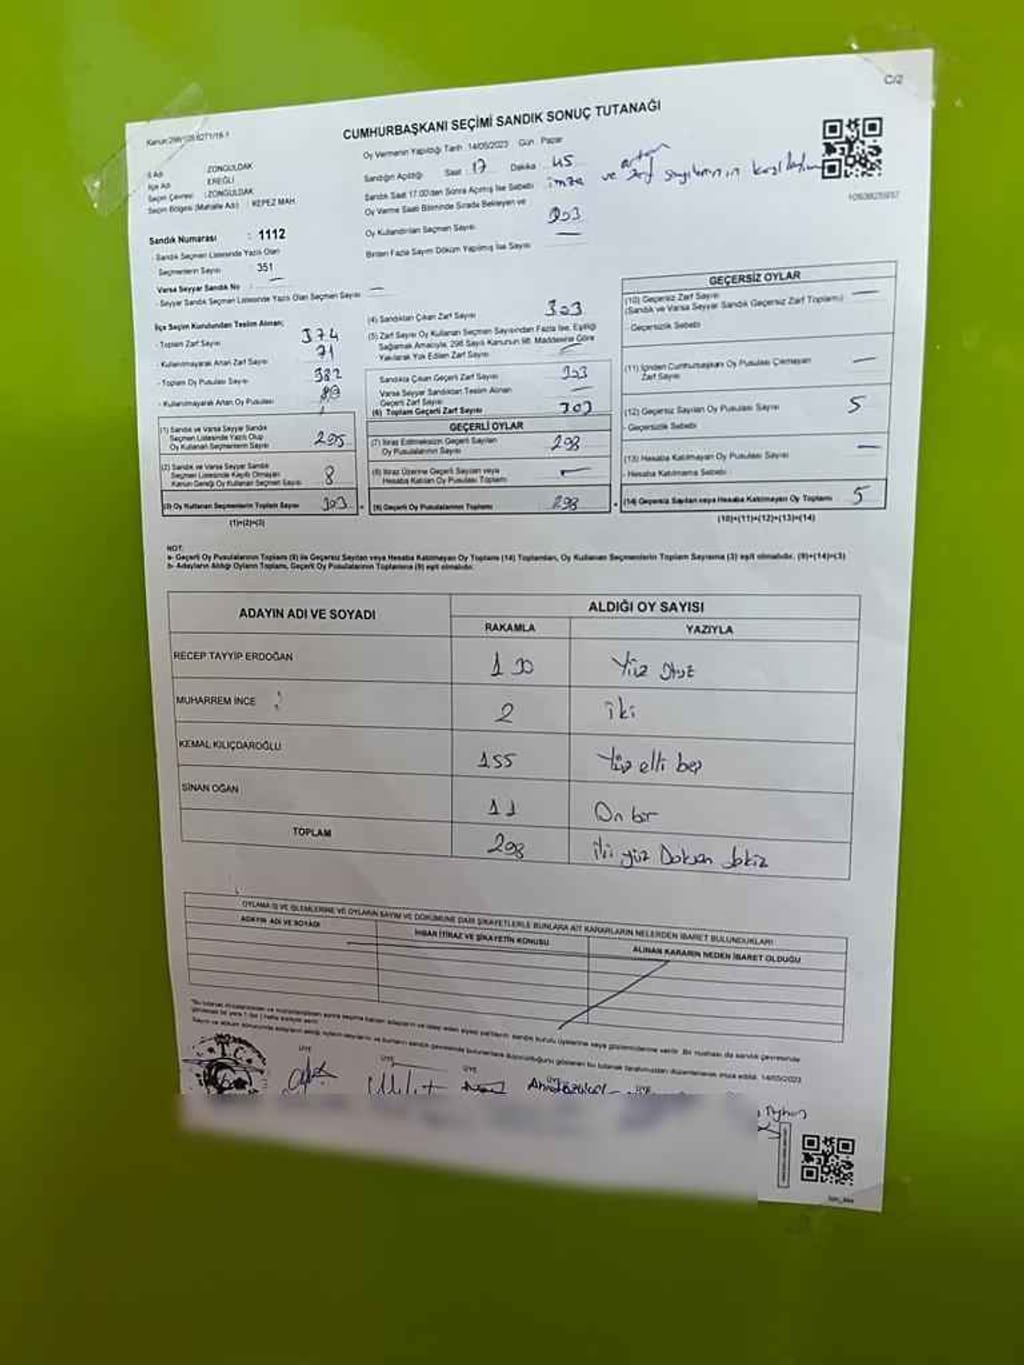 C/2
CUMHURBAŞKANI SEÇİMİ SANDIK SONUÇ TUTANAĞI
İl Adı : ZONGULDAK
İlçe Adı : EREĞLİ
Seçim Çevresi : ZONGULDAK
Seçim Bölgesi (Mahalle Adı) : KEPEZ MAH.
Sandık Numarası : 1112
- Sandık Seçmen Listesinde Yazılı Olan
Seçmenlerin Sayısı 351
Varsa Seyyar Sandık No : —
- Seyyar Sandık Seçmen Listesinde Yazılı Olan Seçmen Sayısı —
Oy Vermenin Yapıldığı Tarih : 14/05/2023 Gün : Pazar
Sandığın Açıldığı Saat : 17 Dakika : 45
Sandık Saat 17.00'den Sonra Açılmış İse Sebebi : imza ve artan zarf sayılarının
Oy Verme Saati Bitiminde Sırada Bekleyen ve
Oy Kullandırılan Seçmen Sayısı 303
Birden Fazla Sayım Döküm Yapılmış İse Sayısı : —
İlçe Seçim Kurulundan Teslim Alınan;
- Toplam Zarf Sayısı 374
- Kullanılmayarak Artan Zarf Sayısı 71
- Toplam Oy Pusulası Sayısı 382
- Kullanılmayarak Artan Oy Pusulası
(1) Sandık ve Varsa Seyyar Sandık
Seçmen Listesinde Yazılı Olup
Oy Kullanan Seçmenlerin Sayısı 295
(2) Sandık ve Varsa Seyyar Sandık
Seçmen Listesinde Kayıtlı Olmayan
Kanun Gereği Oy Kullanan Seçmen Sayısı 8
(3) Oy Kullanan Seçmenlerin Toplam Sayısı 303
(1)+(2)=(3)
(4) Sandıktan Çıkan Zarf Sayısı 303
(5) Zarf Sayısı Oy Kullanan Seçmen Sayısından Fazla İse, Eşitliği
Sağlamak Amacıyla, 298 Sayılı Kanunun 98. Maddesine Göre
Yakılarak Yok Edilen Zarf Sayısı —
Sandıkta Çıkan Geçerli Zarf Sayısı 303
Varsa Seyyar Sandıktan Teslim Alınan
Geçerli Zarf Sayısı —
(6) Toplam Geçerli Zarf Sayısı 303
GEÇERLİ OYLAR
(7) İtiraz Edilmeksizin Geçerli Sayılan
Oy Pusulalarının Sayısı 298
(8) İtiraz Üzerine Geçerli Sayılan veya
Hesaba Katılan Oy Pusulası Toplamı —
(9) Geçerli Oy Pusulalarının Toplamı 298
GEÇERSİZ OYLAR
(10) Geçersiz Zarf Sayısı —
(Sandık ve Varsa Seyyar Sandık Geçersiz Zarf Toplamı)
- Geçersizlik Sebebi :
(11) İçinden Cumhurbaşkanı Oy Pusulası Çıkmayan
Zarf Sayısı —
(12) Geçersiz Sayılan Oy Pusulası Sayısı 5
- Geçersizlik Sebebi :
(13) Hesaba Katılmayan Oy Pusulası Sayısı —
- Hesaba Katılmama Sebebi :
(14) Geçersiz Sayılan veya Hesaba Katılmayan Oy Toplamı 5
(10)+(11)+(12)+(13)=(14)
NOT:
a- Geçerli Oy Pusulalarının Toplamı (9) ile Geçersiz Sayılan veya Hesaba Katılmayan Oy Toplamı (14) Toplamları, Oy Kullanan Seçmenlerin Toplam Sayısına (3) eşit olmalıdır. (9)+(14)=(3)
b- Adayların Aldığı Oyların Toplamı, Geçerli Oy Pusulalarının Toplamına (9) eşit olmalıdır.
ADAYIN ADI VE SOYADI ALDIĞI OY SAYISI
RAKAMLA YAZIYLA
RECEP TAYYİP ERDOĞAN 130 Yüz Otuz
MUHARREM İNCE 2 iki
KEMAL KILIÇDAROĞLU 155 Yüz elli beş
SİNAN OĞAN 11 On bir
TOPLAM 298 iki yüz Doksan Sekiz
OYLAMA İŞ VE İŞLEMLERİNE VE OYLARIN SAYIM VE DÖKÜMÜNE DAİR ŞİKAYETLERLE BUNLARA AİT KARARLARIN NELERDEN İBARET BULUNDUKLARI
ADAYIN ADI VE SOYADI İHBAR İTİRAZ VE ŞİKAYETİN KONUSU ALINAN KARARIN NEDEN İBARET OLDUĞU
ÜYE ÜYE ÜYE ÜYE ÜYE